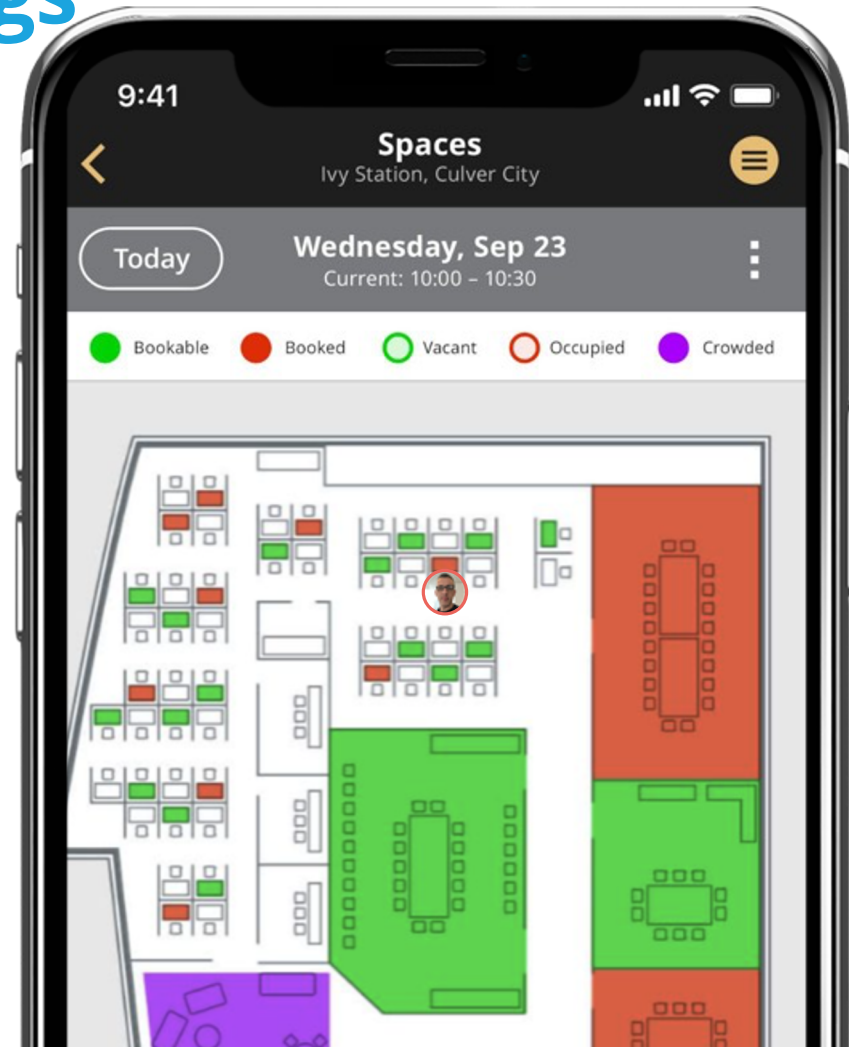 gs
9:41
Spaces
Ivy Station, Culver City
Today
Wednesday, Sep 23
Current: 10:00 – 10:30
Bookable Booked Vacant Occupied Crowded